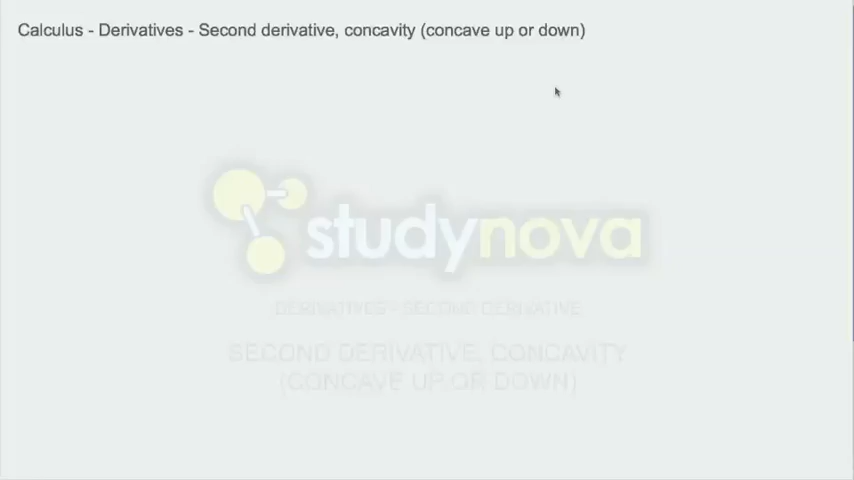 Calculus - Derivatives - Second derivative, concavity (concave up or down)
studynova
DERIVATIVES - SECOND DERIVATIVE
SECOND DERIVATIVE, CONCAVITY
(CONCAVE UP OR DOWN)